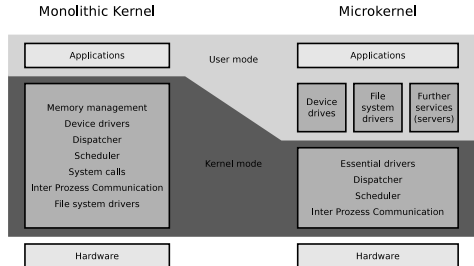 Monolithic Kernel
Microkernel
Applications
User mode
Applications
Device
drives
File
system
drivers
Further
services
(servers)
Memory management
Device drivers
Dispatcher
Scheduler
System calls
Inter Prozess Communication
File system drivers
Kernel mode
Essential drivers
Dispatcher
Scheduler
Inter Prozess Communication
Hardware
Hardware